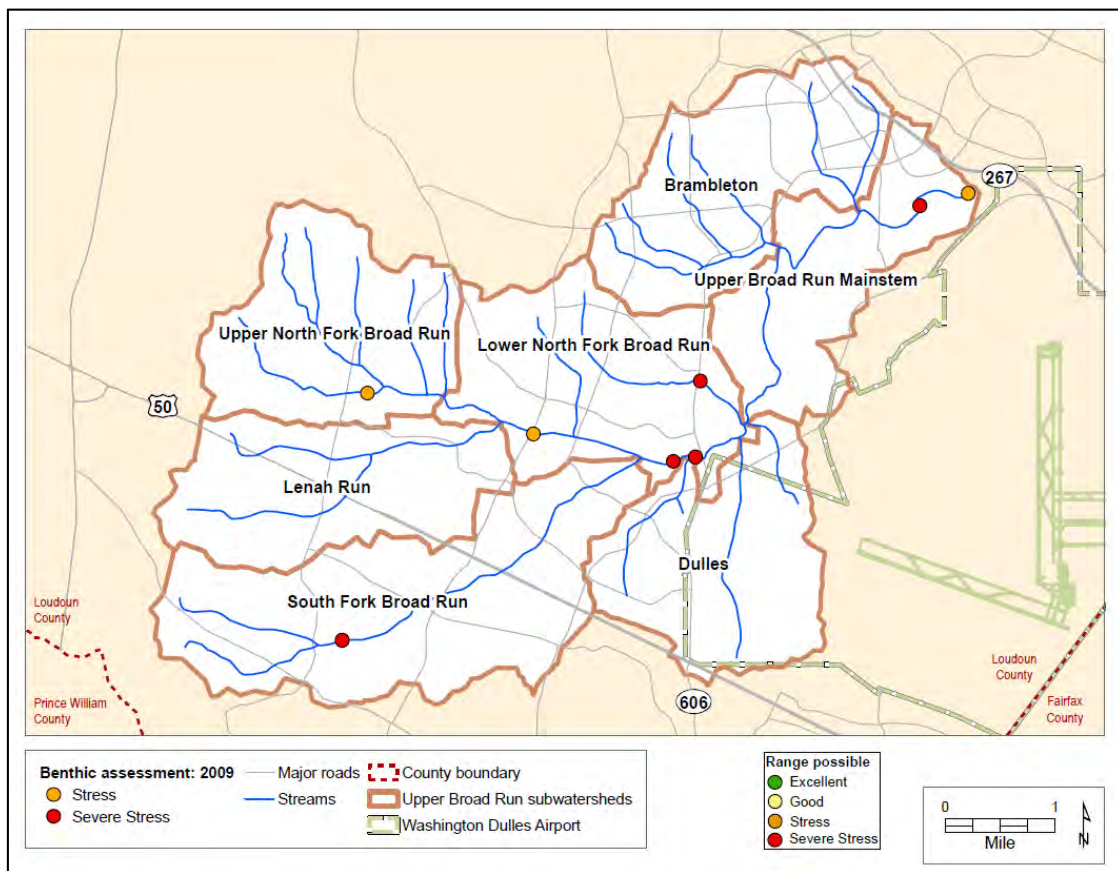 267
Brambleton
Upper Broad Run Mainstem
Upper North Fork Broad Run
Lower North Fork Broad Run
50
Lenah Run
Dulles
South Fork Broad Run
Loudoun
County
Prince William
County
606
Loudoun
County
Fairfax
County
Benthic assessment: 2009
Stress
Severe Stress
Major roads
Streams
County boundary
Upper Broad Run subwatersheds
Washington Dulles Airport
Range possible
Excellent
Good
Stress
Severe Stress
0 1
Mile
N